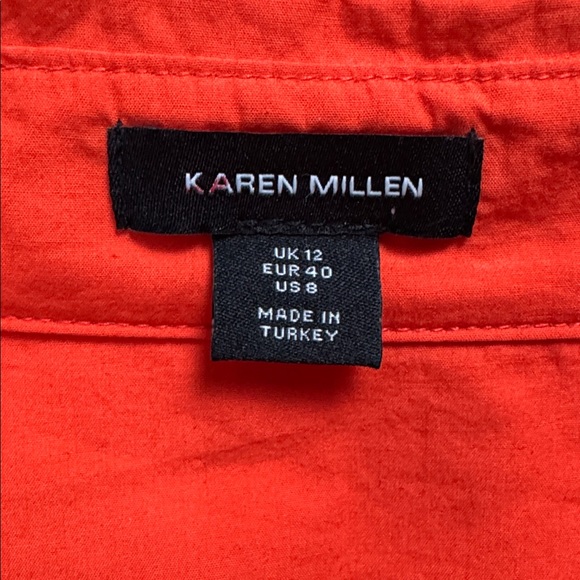 KAREN MILLEN
UK 12
EUR 40
US 8
MADE IN
TURKEY